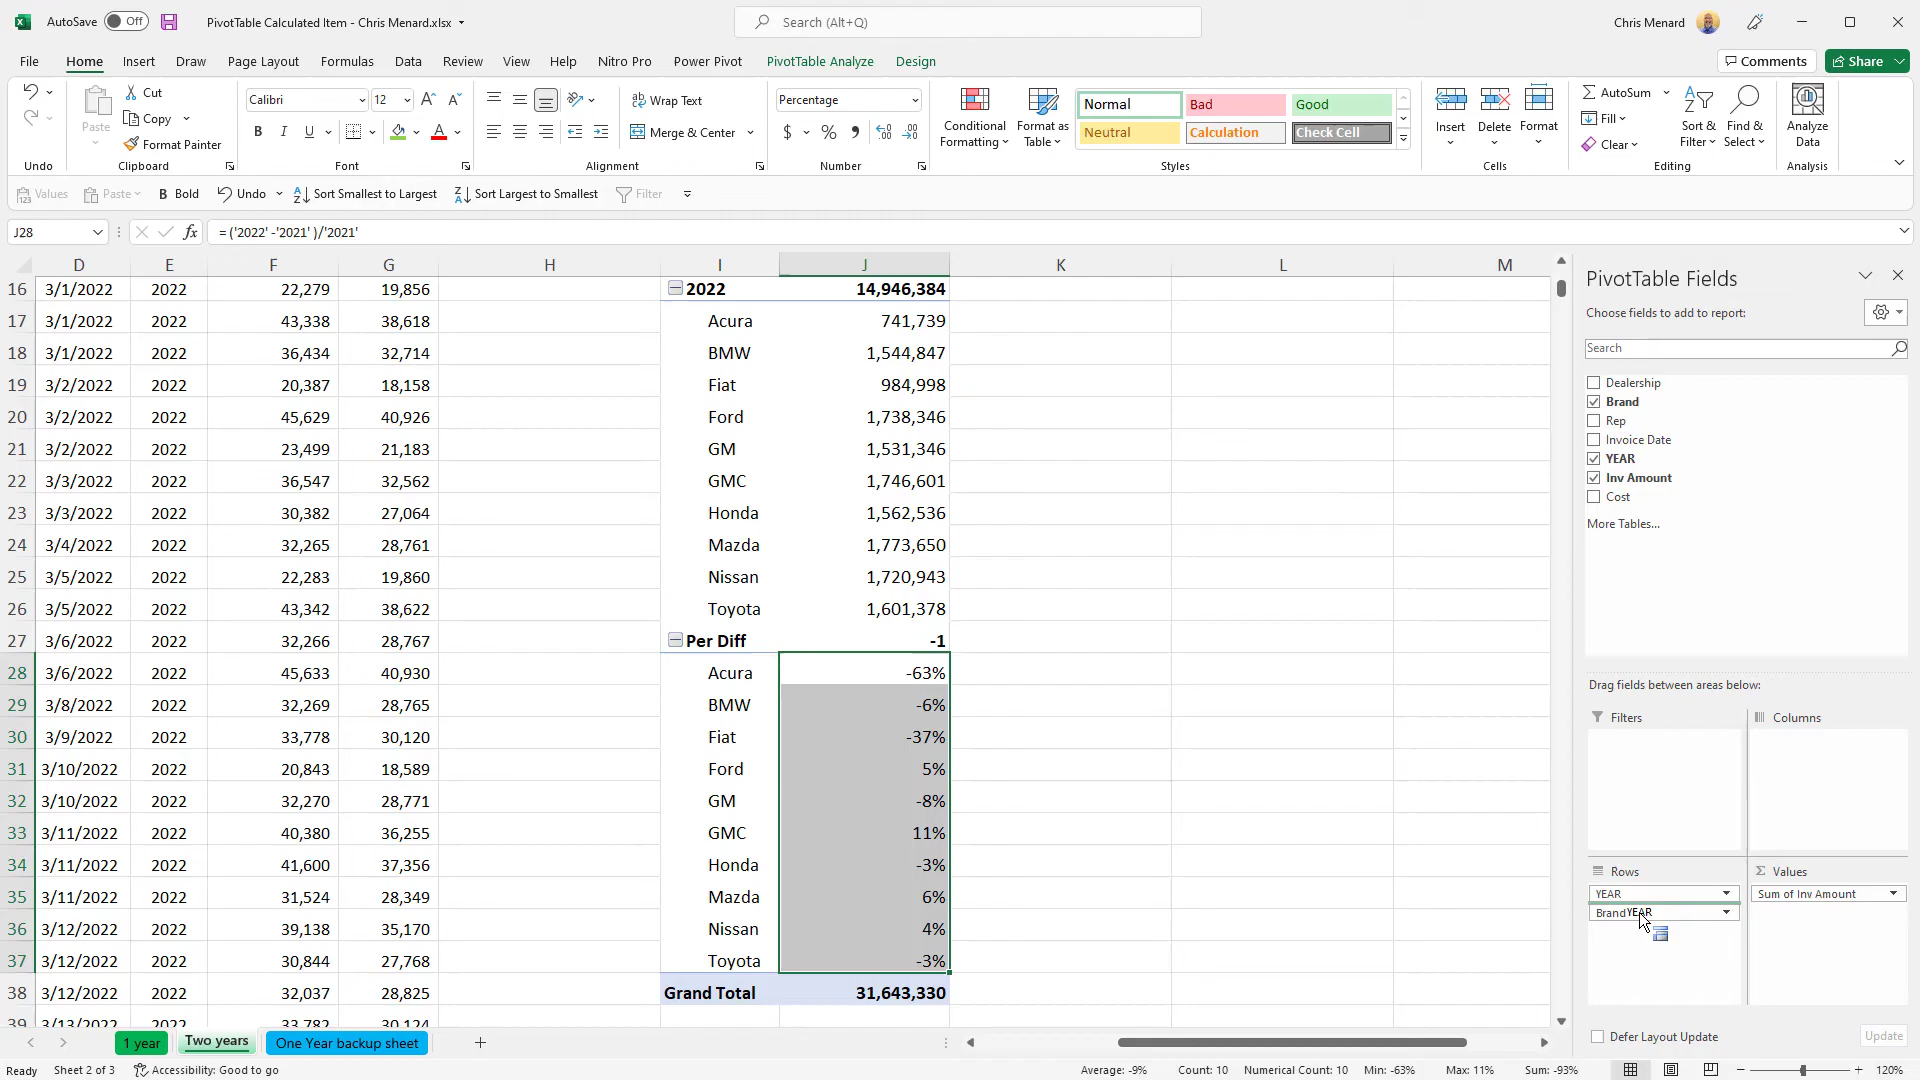 AutoSave Off PivotTable Calculated Item - Chris Menard.xlsx Search (Alt+Q) Chris Menard
File Home Insert Draw Page Layout Formulas Data Review View Help Nitro Pro Power Pivot PivotTable Analyze Design Comments Share
Cut Calibri 12 Wrap Text Percentage Normal Bad Good AutoSum
Paste Copy Conditional Format as Insert Delete Format Fill Sort & Find & Analyze
Format Painter B I U A Merge & Center $ % 9 Formatting Table Neutral Calculation Check Cell Clear Filter Select Data
Undo Clipboard Font Alignment Number Styles Cells Editing Analysis
Values Paste B Bold Undo Sort Smallest to Largest Sort Largest to Smallest Filter
J28 fx = ('2022' -'2021' )/'2021'
D E F G H I J K L M
16 3/1/2022 2022 22,279 19,856 2022 14,946,384
17 3/1/2022 2022 43,338 38,618 Acura 741,739
18 3/1/2022 2022 36,434 32,714 BMW 1,544,847
19 3/2/2022 2022 20,387 18,158 Fiat 984,998
20 3/2/2022 2022 45,629 40,926 Ford 1,738,346
21 3/2/2022 2022 23,499 21,183 GM 1,531,346
22 3/3/2022 2022 36,547 32,562 GMC 1,746,601
23 3/3/2022 2022 30,382 27,064 Honda 1,562,536
24 3/4/2022 2022 32,265 28,761 Mazda 1,773,650
25 3/5/2022 2022 22,283 19,860 Nissan 1,720,943
26 3/5/2022 2022 43,342 38,622 Toyota 1,601,378
27 3/6/2022 2022 32,266 28,767 Per Diff -1
28 3/6/2022 2022 45,633 40,930 Acura -63%
29 3/8/2022 2022 32,269 28,765 BMW -6%
30 3/9/2022 2022 33,778 30,120 Fiat -37%
31 3/10/2022 2022 20,843 18,589 Ford 5%
32 3/10/2022 2022 32,270 28,771 GM -8%
33 3/11/2022 2022 40,380 36,255 GMC 11%
34 3/11/2022 2022 41,600 37,356 Honda -3%
35 3/11/2022 2022 31,524 28,349 Mazda 6%
36 3/12/2022 2022 39,138 35,170 Nissan 4%
37 3/12/2022 2022 30,844 27,768 Toyota -3%
38 3/12/2022 2022 32,037 28,825 Grand Total 31,643,330
39 3/13/2022 2022 33,782 30,124
PivotTable Fields
Choose fields to add to report:
Search
Dealership
Brand
Rep
Invoice Date
YEAR
Inv Amount
Cost
More Tables...
Drag fields between areas below:
Filters Columns
Rows Values
YEAR Sum of Inv Amount
Brand YEAR
Defer Layout Update Update
1 year Two years One Year backup sheet
Ready Sheet 2 of 3 Accessibility: Good to go Average: -9% Count: 10 Numerical Count: 10 Min: -63% Max: 11% Sum: -93% 120%